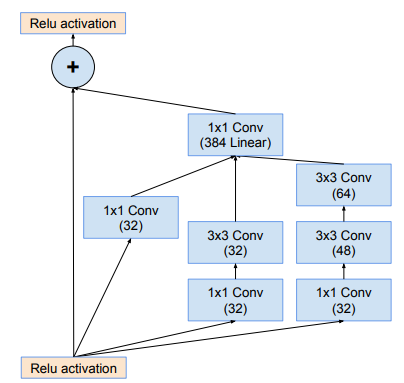 Relu activation
+
1x1 Conv
(384 Linear)
3x3 Conv
(64)
1x1 Conv
(32)
3x3 Conv
(32)
3x3 Conv
(48)
1x1 Conv
(32)
1x1 Conv
(32)
Relu activation